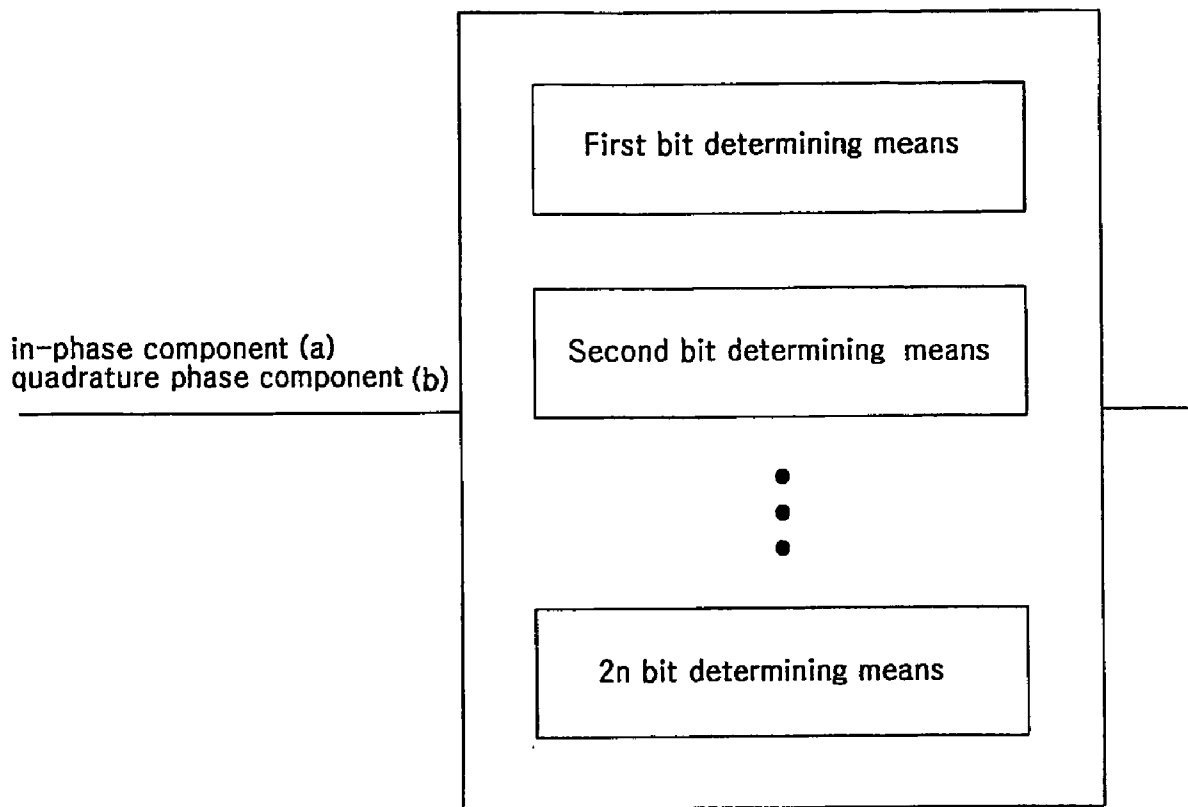 First bit determining means
Second bit determining means
in-phase component (a)
quadrature phase component (b)
2n bit determining means